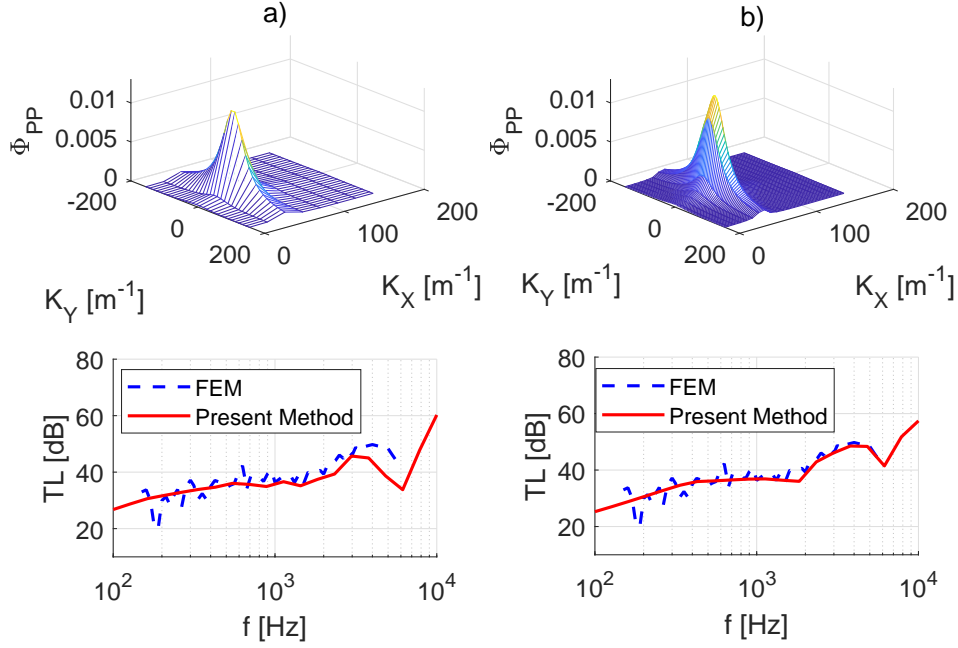 a)
Φ_PP
0.01
0.005
0
-200
0
200
0
100
200
K_Y [m^-1]
K_X [m^-1]
b)
Φ_PP
0.01
0.005
0
-200
0
200
0
100
200
K_Y [m^-1]
K_X [m^-1]
TL [dB]
80
60
40
20
FEM
Present Method
10^2
10^3
10^4
f [Hz]
TL [dB]
80
60
40
20
FEM
Present Method
10^2
10^3
10^4
f [Hz]